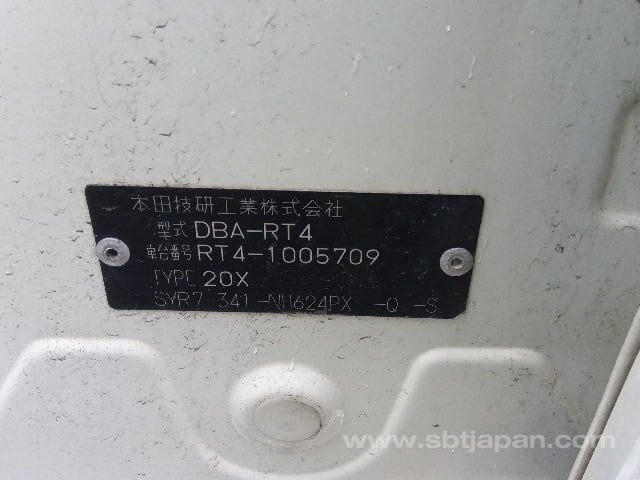 本田技研工業株式会社
型式 DBA-RT4
車台番号 RT4-1005709
TYPE 20X
SYR7 341 -NH624PX -Q -S
www.sbtjapan.com